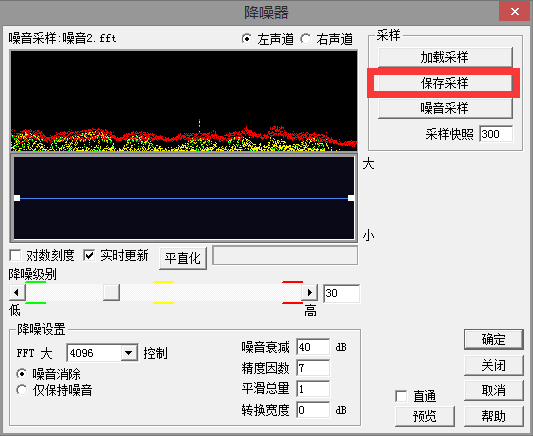 降噪器
噪音采样:噪音2.fft
左声道
右声道
采样
加载采样
保存采样
噪音采样
采样快照 300
大
小
对数刻度
实时更新
平直化
降噪级别
30
低
高
降噪设置
FFT 大 4096 控制
噪音消除
仅保持噪音
噪音衰减 40 dB
精度因数 7
平滑总量 1
转换宽度 0 dB
直通
预览
确定
关闭
取消
帮助